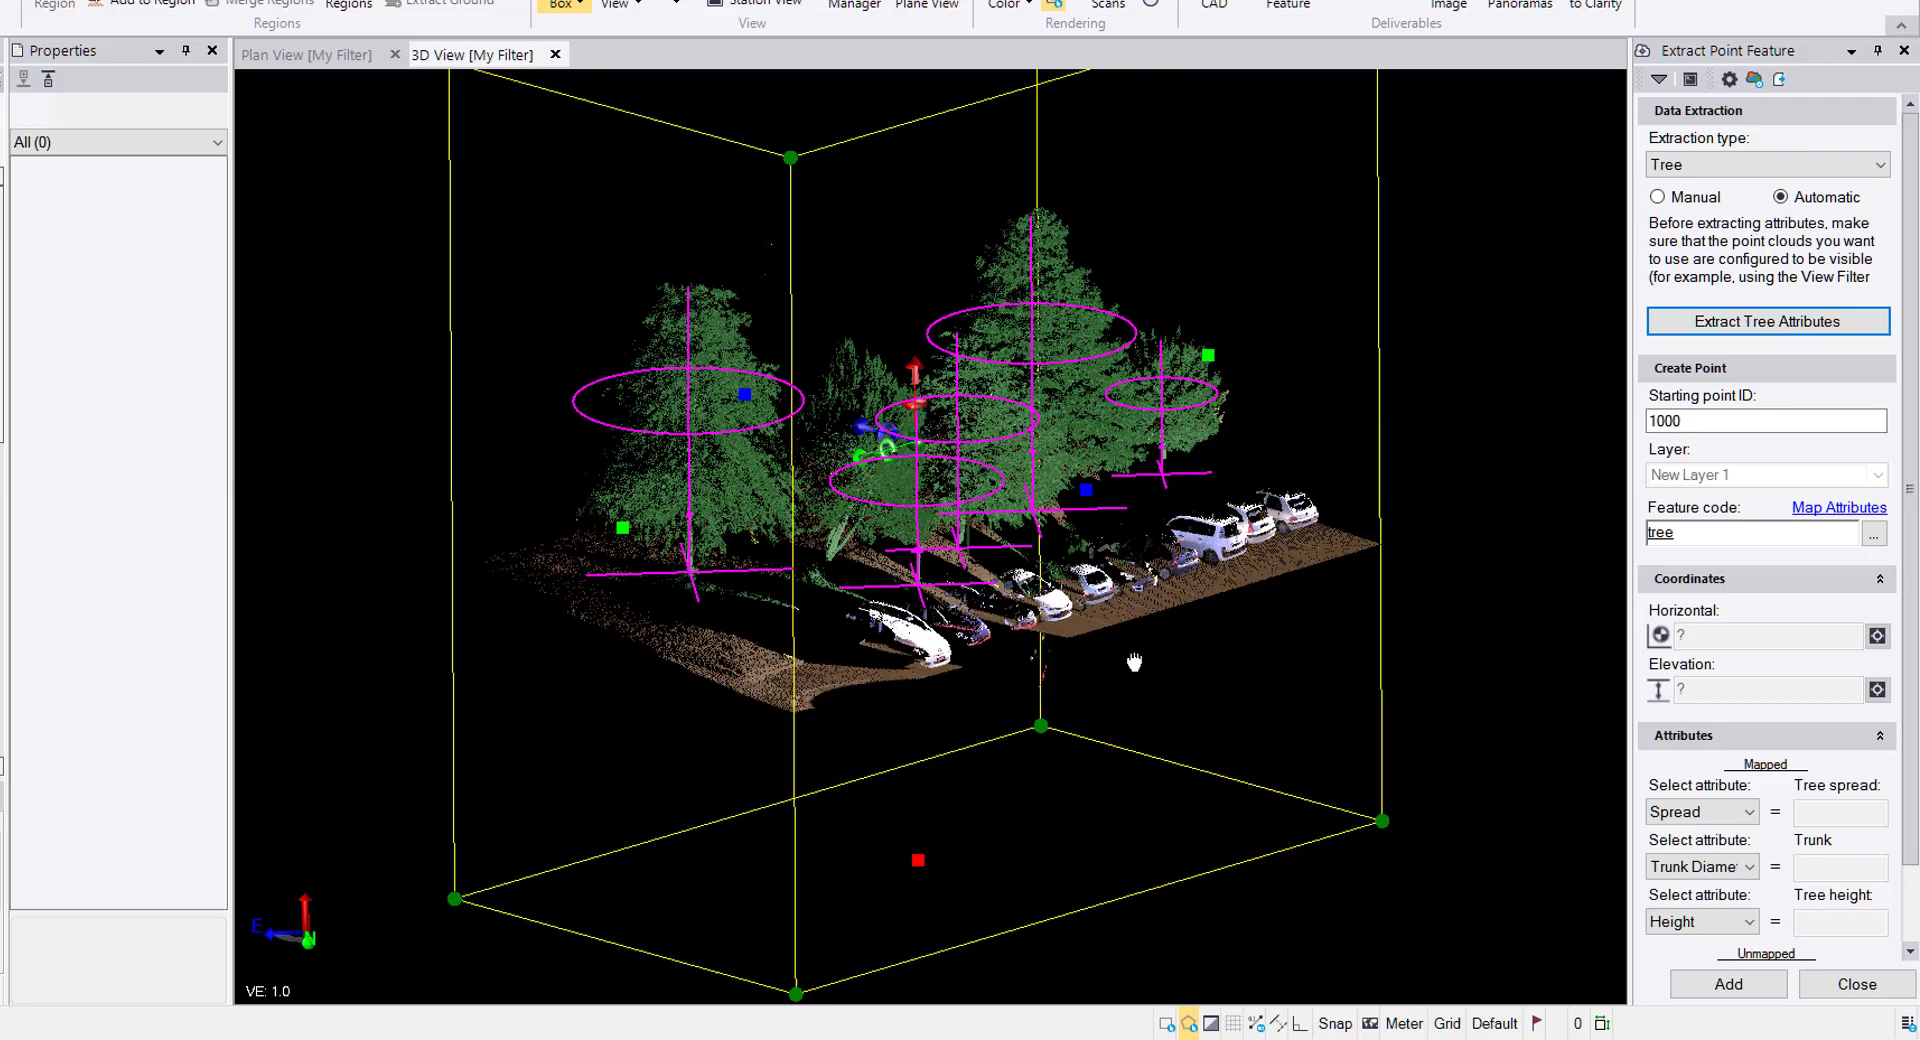 Region Add to Region Merge Regions Regions Extract Ground
Regions
Box View Station View Manager Plane View
View
Color Scans
Rendering
CAD Feature Image Panoramas to Clarity
Deliverables
Properties
All (0)
Plan View [My Filter]
3D View [My Filter]
E
N
VE: 1.0
Extract Point Feature
Data Extraction
Extraction type:
Tree
Manual
Automatic
Before extracting attributes, make
sure that the point clouds you want
to use are configured to be visible
(for example, using the View Filter
Extract Tree Attributes
Create Point
Starting point ID:
1000
Layer:
New Layer 1
Feature code:
Map Attributes
tree
...
Coordinates
Horizontal:
?
Elevation:
?
Attributes
Mapped
Select attribute:
Tree spread:
Spread
=
Select attribute:
Trunk
Trunk Diame
=
Select attribute:
Tree height:
Height
=
Unmapped
Add
Close
Snap
Meter
Grid
Default
0